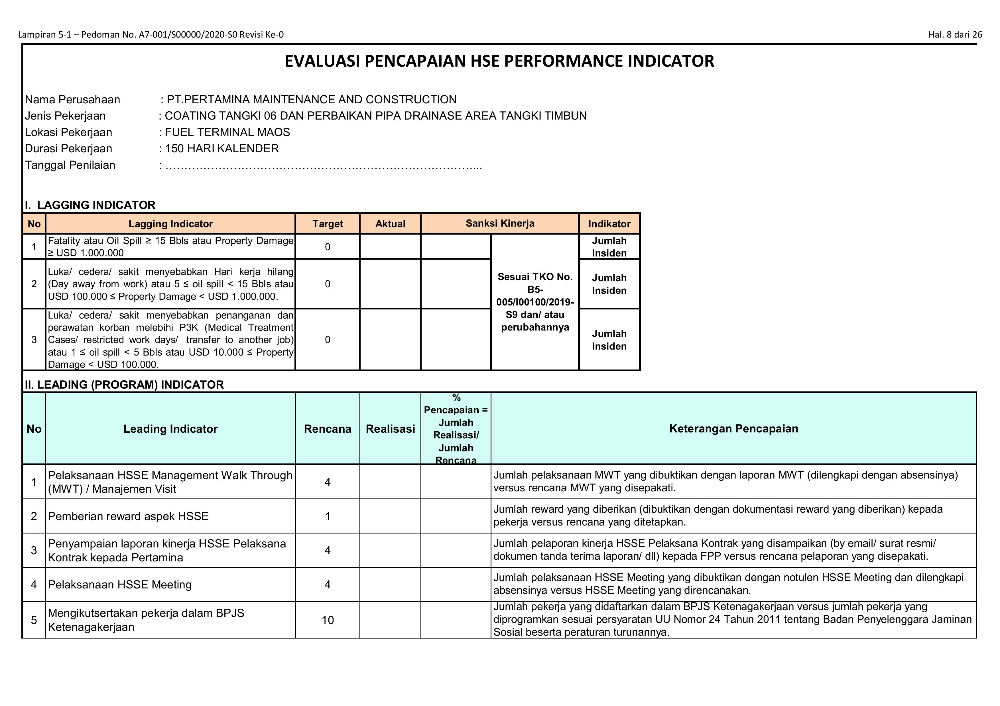 Lampiran 5-1 – Pedoman No. A7-001/S00000/2020-S0 Revisi Ke-0
Hal. 8 dari 26
EVALUASI PENCAPAIAN HSE PERFORMANCE INDICATOR
Nama Perusahaan : PT.PERTAMINA MAINTENANCE AND CONSTRUCTION
Jenis Pekerjaan : COATING TANGKI 06 DAN PERBAIKAN PIPA DRAINASE AREA TANGKI TIMBUN
Lokasi Pekerjaan : FUEL TERMINAL MAOS
Durasi Pekerjaan : 150 HARI KALENDER
Tanggal Penilaian : ………………………………………………………………………...
I. LAGGING INDICATOR
No Lagging Indicator Target Aktual Sanksi Kinerja Indikator
1
Fatality atau Oil Spill ≥ 15 Bbls atau Property Damage
≥ USD 1.000.000
0
Jumlah
Insiden
2
Luka/ cedera/ sakit menyebabkan Hari kerja hilang
(Day away from work) atau 5 ≤ oil spill < 15 Bbls atau
USD 100.000 ≤ Property Damage < USD 1.000.000.
0
Sesuai TKO No.
B5-
005/I00100/2019-
S9 dan/ atau
perubahannya
Jumlah
Insiden
3
Luka/ cedera/ sakit menyebabkan penanganan dan
perawatan korban melebihi P3K (Medical Treatment
Cases/ restricted work days/ transfer to another job)
atau 1 ≤ oil spill < 5 Bbls atau USD 10.000 ≤ Property
Damage < USD 100.000.
0
Jumlah
Insiden
II. LEADING (PROGRAM) INDICATOR
No
Leading Indicator
Rencana
Realisasi
%
Pencapaian =
Jumlah
Realisasi/
Jumlah
Rencana
Keterangan Pencapaian
1
Pelaksanaan HSSE Management Walk Through
(MWT) / Manajemen Visit
4
Jumlah pelaksanaan MWT yang dibuktikan dengan laporan MWT (dilengkapi dengan absensinya)
versus rencana MWT yang disepakati.
2
Pemberian reward aspek HSSE
1
Jumlah reward yang diberikan (dibuktikan dengan dokumentasi reward yang diberikan) kepada
pekerja versus rencana yang ditetapkan.
3
Penyampaian laporan kinerja HSSE Pelaksana
Kontrak kepada Pertamina
4
Jumlah pelaporan kinerja HSSE Pelaksana Kontrak yang disampaikan (by email/ surat resmi/
dokumen tanda terima laporan/ dll) kepada FPP versus rencana pelaporan yang disepakati.
4
Pelaksanaan HSSE Meeting
4
Jumlah pelaksanaan HSSE Meeting yang dibuktikan dengan notulen HSSE Meeting dan dilengkapi
absensinya versus HSSE Meeting yang direncanakan.
5
Mengikutsertakan pekerja dalam BPJS
Ketenagakerjaan
10
Jumlah pekerja yang didaftarkan dalam BPJS Ketenagakerjaan versus jumlah pekerja yang
diprogramkan sesuai persyaratan UU Nomor 24 Tahun 2011 tentang Badan Penyelenggara Jaminan
Sosial beserta peraturan turunannya.